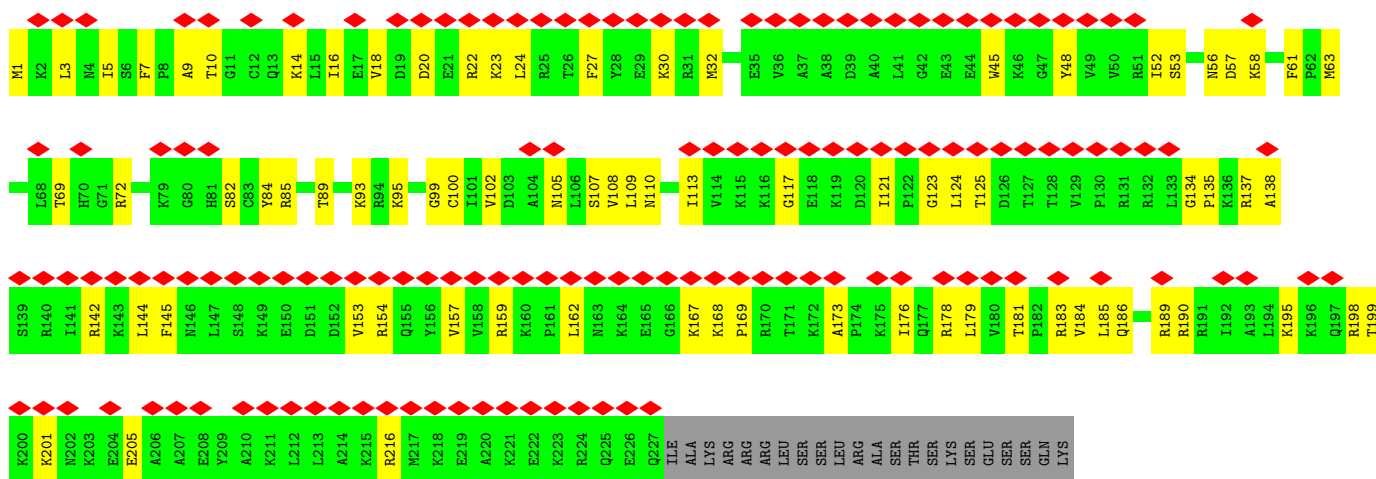 M1 K2 L3 N4 I5 S6 F7 P8 A9 T10 G11 C12 Q13 K14 L15 I16 E17 V18 D19 D20 E21 R22 K23 L24 R25 T26 F27 Y28 E29 K30 R31 M32 E35 V36 A37 A38 D39 A40 L41 G42 E43 E44 W45 K46 G47 Y48 V49 V50 R51 I52 S53 N56 D57 K58 F61 P62 M63
L68 T69 H70 G71 R72 K79 G80 H81 S82 C83 Y84 R85 T89 K93 R94 K95 G99 C100 I101 V102 D103 A104 N105 L106 S107 V108 L109 N110 I113 V114 K115 K116 G117 E118 K119 D120 I121 P122 G123 L124 T125 D126 T127 T128 V129 P130 R131 R132 L133 G134 P135 K136 R137 A138
S139 R140 I141 R142 K143 L144 F145 N146 L147 S148 K149 E150 D151 D152 V153 R154 Q155 Y156 V157 V158 R159 K160 P161 L162 N163 K164 E165 G166 K167 K168 P169 R170 T171 K172 A173 P174 K175 I176 Q177 R178 L179 V180 T181 P182 R183 V184 L185 Q186 R189 R190 R191 I192 A193 L194 K195 K196 Q197 R198 T199
K200 K201 N202 K203 E204 E205 A206 A207 E208 Y209 A210 K211 L212 L213 A214 K215 R216 M217 K218 E219 A220 K221 E222 K223 R224 Q225 E226 Q227 ILE ALA LYS ARG ARG ARG LEU SER SER LEU ARG ALA SER THR SER LYS SER GLU SER SER GLN LYS